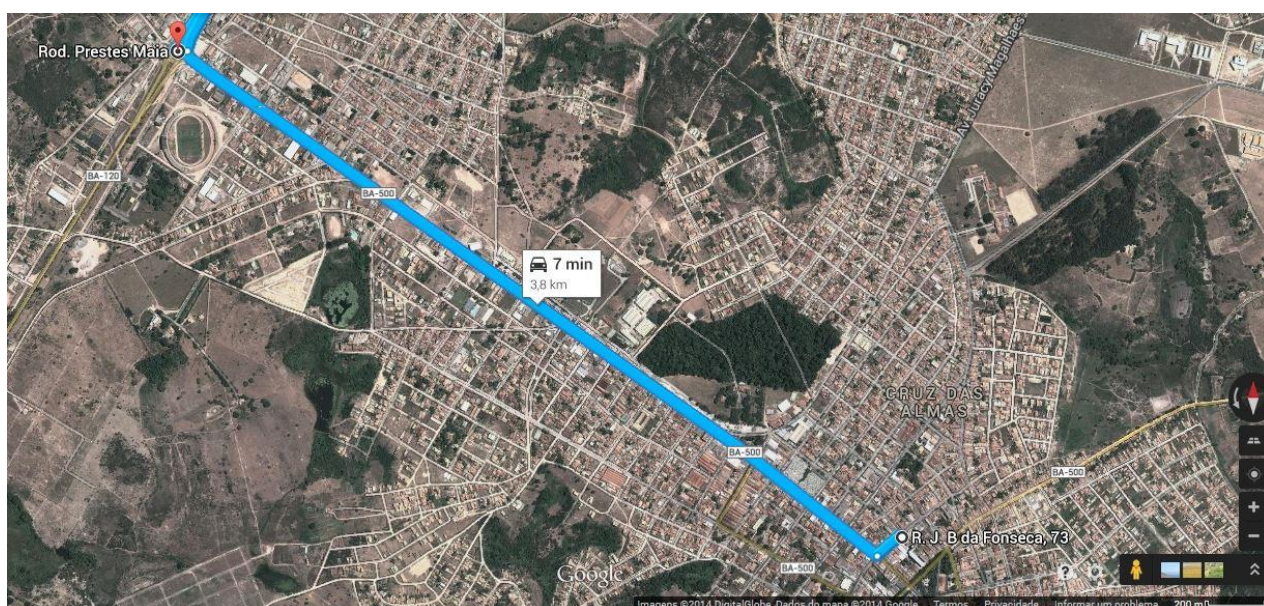 Rod. Prestes Maia
Av. Juracy Magalhães
BA-120
BA-500
7 min
3,8 km
CRUZ DAS
ALMAS
BA-500
BA-500
R. J. B da Fonseca, 73
BA-500
Google
?
Imagens ©2014 DigitalGlobe, Dados do mapa ©2014 Google Termos Privacidade Informar um problema 200 m